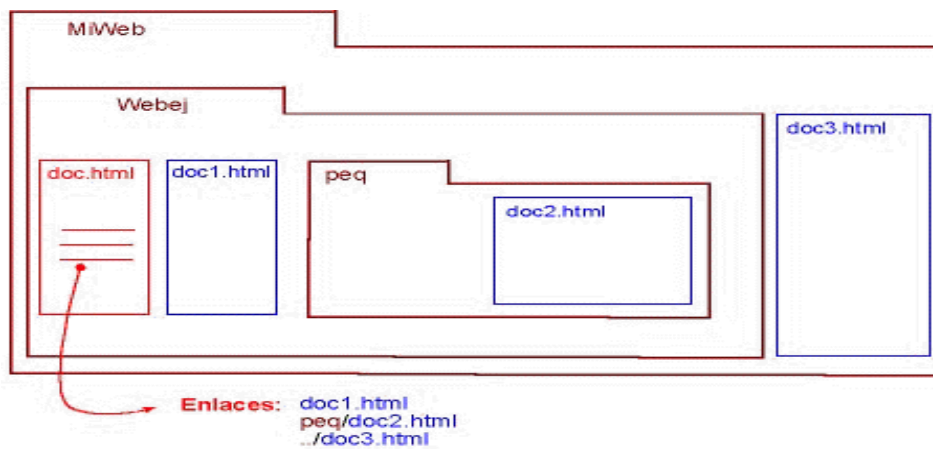 MiWeb
Webej
doc3.html
doc.html
doc1.html
peq
doc2.html
Enlaces: doc1.html
peq/doc2.html
../doc3.html